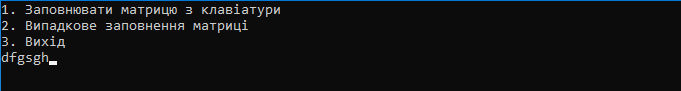 1. Заповнювати матрицю з клавіатури
2. Випадкове заповнення матриці
3. Вихід
dfgsgh